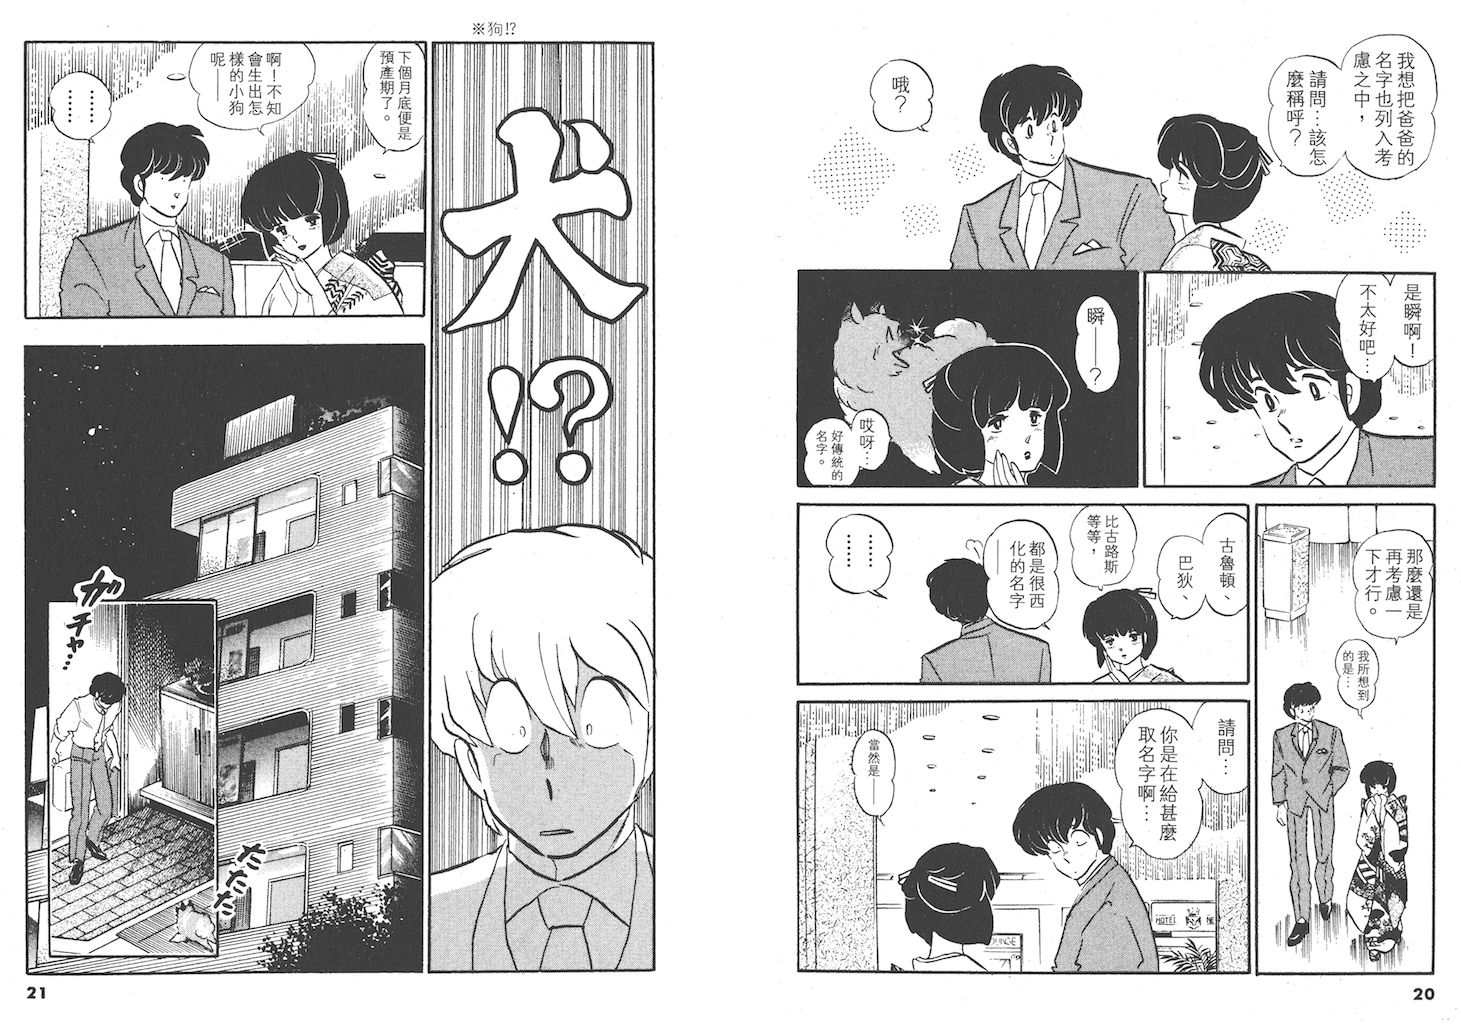 我想把爸爸的
名字也列入考
慮之中，
請問…該怎
麼稱呼？
哦？
是瞬啊！
不太好吧…
瞬——？
哎呀…
好傳統的
名字。
那麼還是
再考慮一
下才行。
我所想到
的是…
古魯頓、
巴狄、
比古路斯
等等，
都是很西
化的名字
——
……
請問…
你是在給甚麼
取名字啊…
當然是——
HOTEL
NE
UNGE
20
※狗!?
犬!?
下個月底便是
預產期了。
啊！不知
會生出怎
樣的小狗
呢——
……
ガチャ…
たたた
21